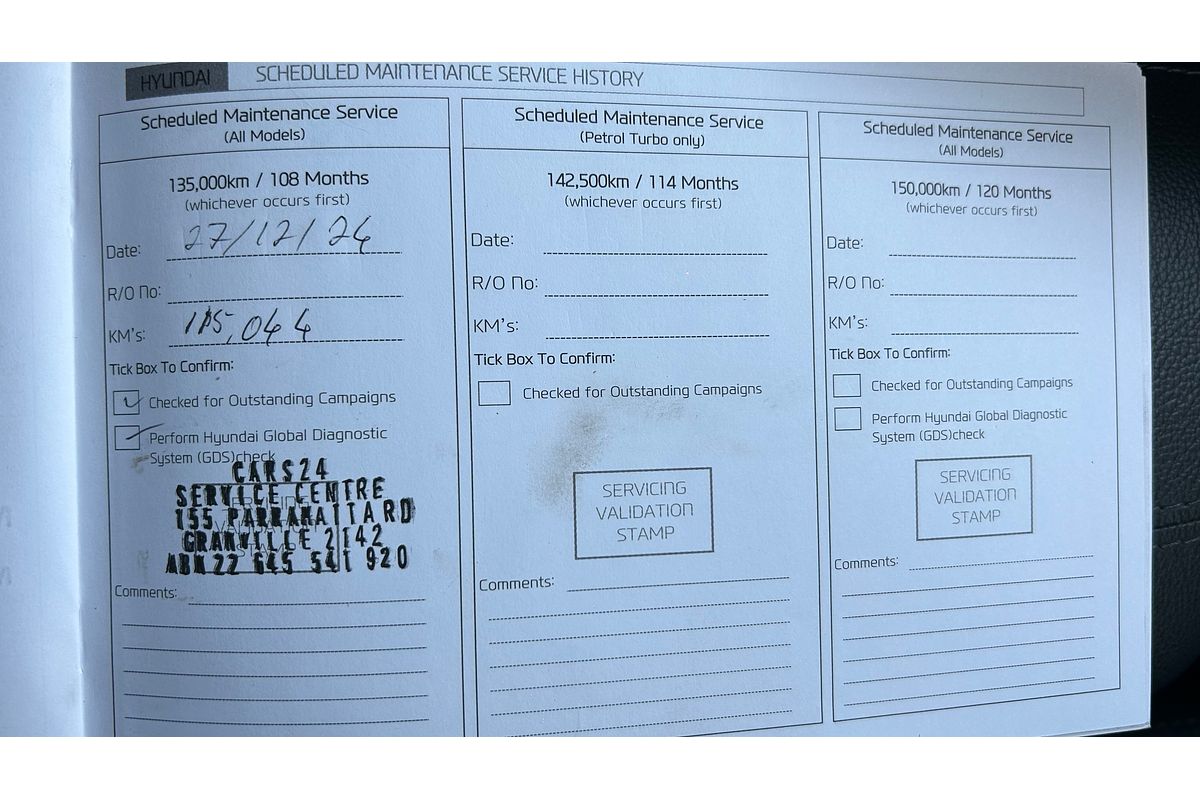 HYUNDAI
SCHEDULED MAINTENANCE SERVICE HISTORY
Scheduled Maintenance Service
(All Models)
135,000km / 108 Months
(whichever occurs first)
Date: 27/12/24
R/O No:
KM's: 115,044
Tick Box To Confirm:
Checked for Outstanding Campaigns
Perform Hyundai Global Diagnostic
System (GDS)check
CARS24
SERVICE CENTRE
155 PARRAMATTA RD
GRANVILLE 2142
ABN 22 645 541 920
Comments:
Scheduled Maintenance Service
(Petrol Turbo only)
142,500km / 114 Months
(whichever occurs first)
Date:
R/O No:
KM's:
Tick Box To Confirm:
Checked for Outstanding Campaigns
SERVICING
VALIDATION
STAMP
Comments:
Scheduled Maintenance Service
(All Models)
150,000km / 120 Months
(whichever occurs first)
Date:
R/O No:
KM's:
Tick Box To Confirm:
Checked for Outstanding Campaigns
Perform Hyundai Global Diagnostic
System (GDS)check
SERVICING
VALIDATION
STAMP
Comments: